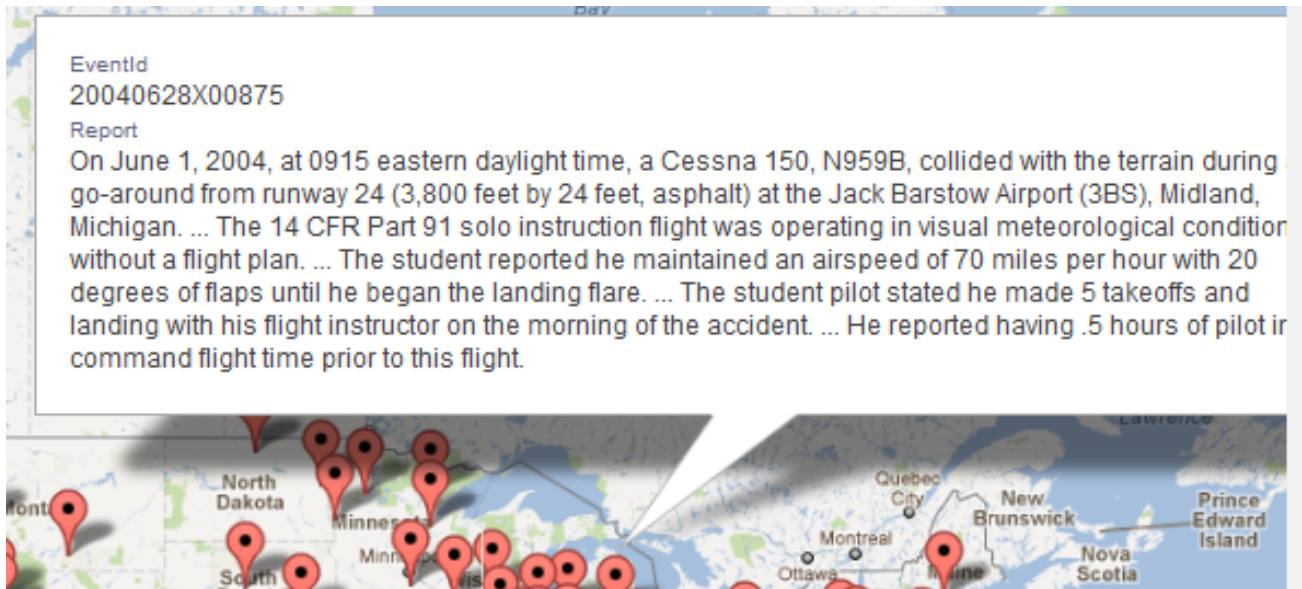 Bay
EventId
20040628X00875
Report
On June 1, 2004, at 0915 eastern daylight time, a Cessna 150, N959B, collided with the terrain during
go-around from runway 24 (3,800 feet by 24 feet, asphalt) at the Jack Barstow Airport (3BS), Midland,
Michigan. ... The 14 CFR Part 91 solo instruction flight was operating in visual meteorological condition
without a flight plan. ... The student reported he maintained an airspeed of 70 miles per hour with 20
degrees of flaps until he began the landing flare. ... The student pilot stated he made 5 takeoffs and
landing with his flight instructor on the morning of the accident. ... He reported having .5 hours of pilot in
command flight time prior to this flight.
Lawrence
North
Dakota
Quebec
City
New
Brunswick
Prince
Edward
Island
Mont
Minnes
Montreal
Nova
Scotia
Minn
Ottawa
Maine
South
Wis